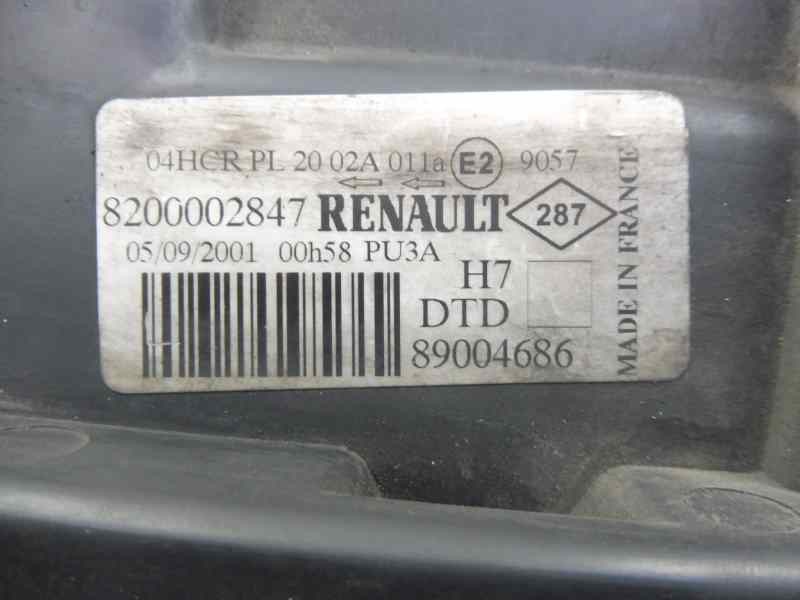 04HCR PL 20 02A 011a E2 9057
8200002847 RENAULT 287
05/09/2001 00h58 PU3A
H7
DTD
89004686
MADE IN FRANCE